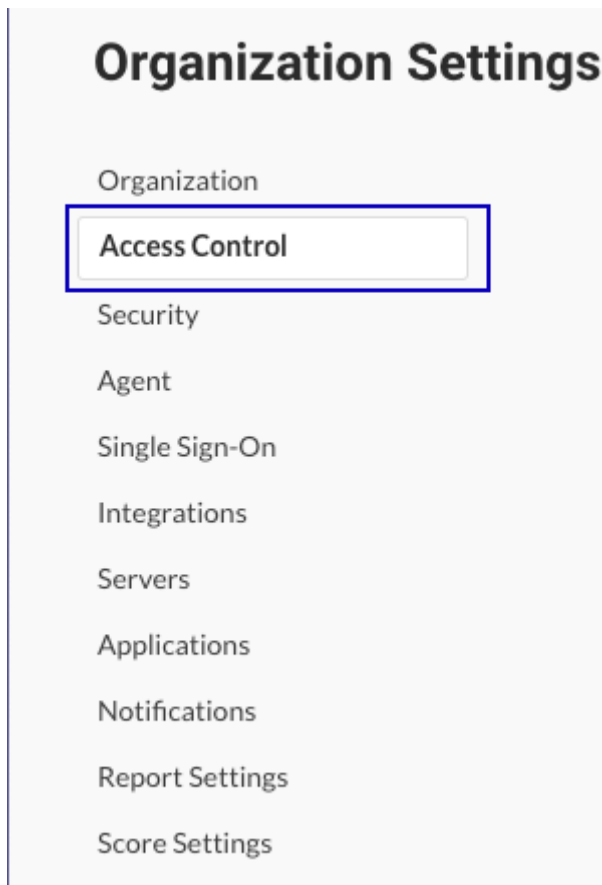 Organization Settings
Organization
Access Control
Security
Agent
Single Sign-On
Integrations
Servers
Applications
Notifications
Report Settings
Score Settings